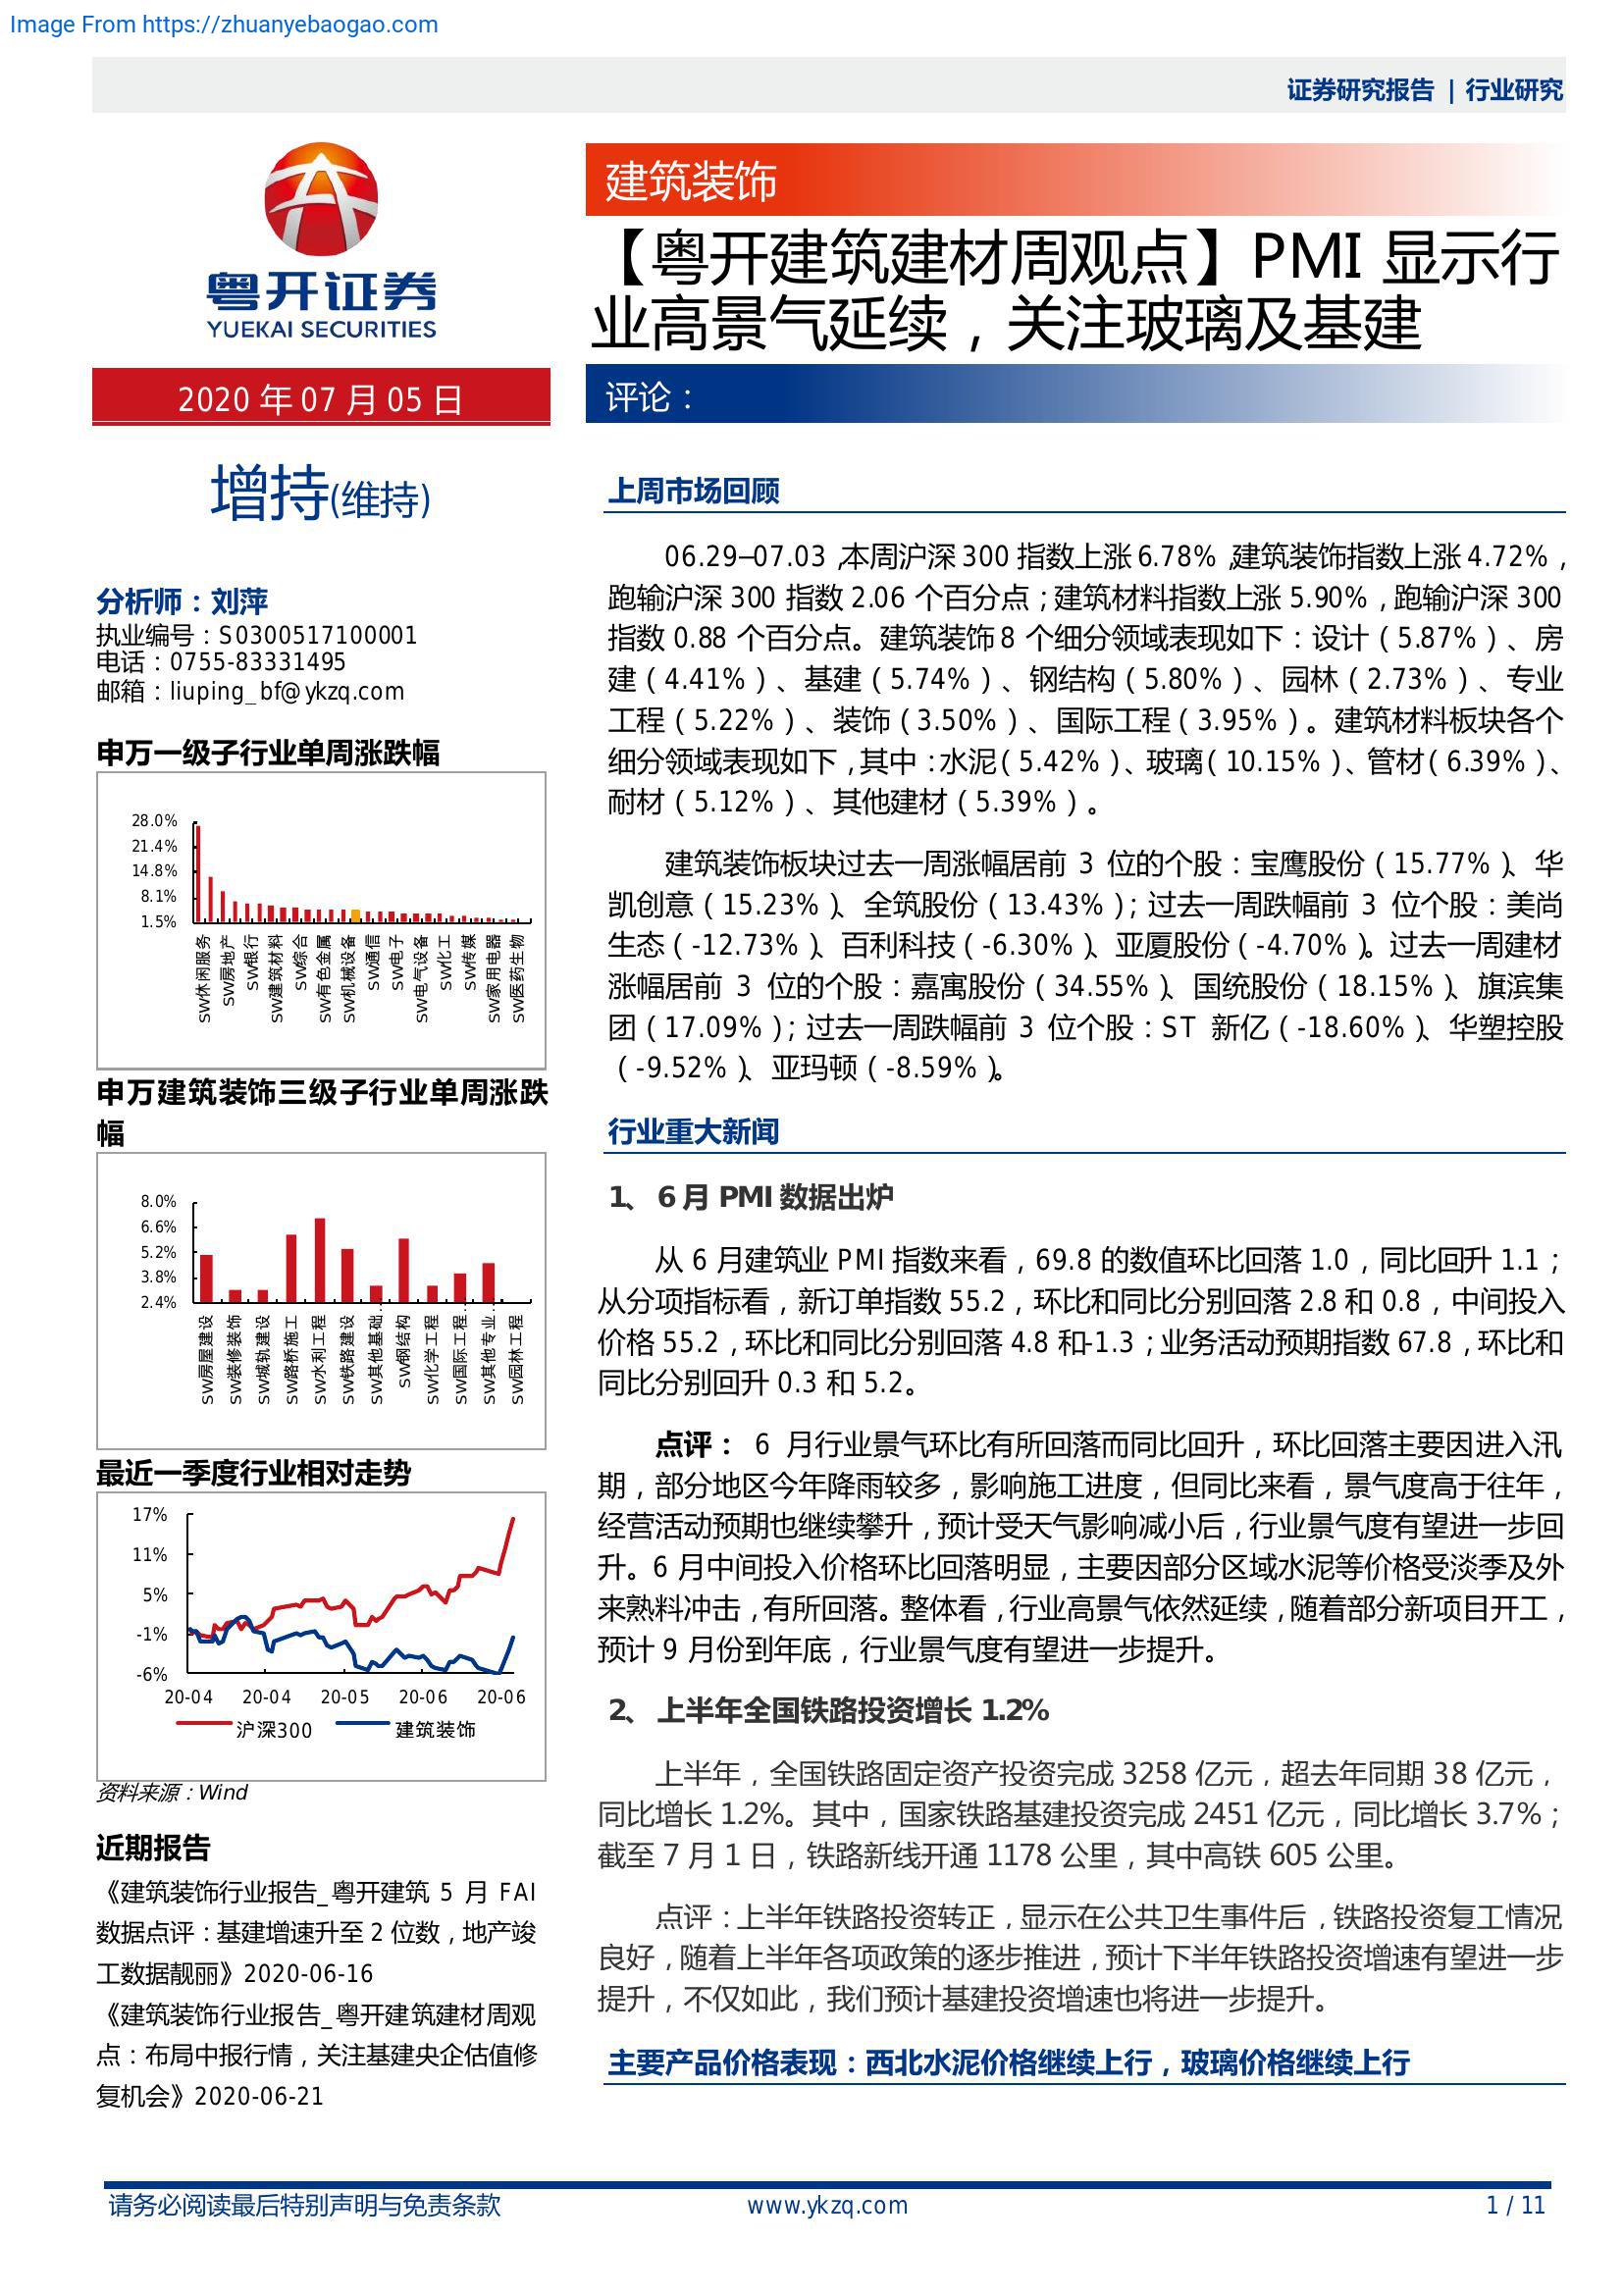 Image From https://zhuanyebaogao.com
证券研究报告 | 行业研究
粤开证券
YUEKAI SECURITIES
2020 年 07 月 05 日
增持(维持)
分析师：刘萍
执业编号：S0300517100001
电话：0755-83331495
邮箱：liuping_bf@ykzq.com
申万一级子行业单周涨跌幅
28.0%
21.4%
14.8%
8.1%
1.5%
SW休闲服务
SW房地产
SW银行
SW建筑材料
SW综合
SW有色金属
SW机械设备
SW通信
SW电子
SW电气设备
SW化工
SW传媒
SW家用电器
SW医药生物
申万建筑装饰三级子行业单周涨跌
幅
8.0%
6.6%
5.2%
3.8%
2.4%
SW房屋建设
SW装修装饰
SW城轨建设
SW路桥施工
SW水利工程
SW铁路建设
SW其他基础…
SW钢结构
SW化学工程
SW国际工程…
SW其他专业…
SW园林工程
最近一季度行业相对走势
17%
11%
5%
-1%
-6%
20-04 20-04 20-05 20-06 20-06
沪深300 建筑装饰
资料来源：Wind
近期报告
《建筑装饰行业报告_粤开建筑 5 月 FAI
数据点评：基建增速升至 2 位数，地产竣
工数据靓丽》2020-06-16
《建筑装饰行业报告_粤开建筑建材周观
点：布局中报行情，关注基建央企估值修
复机会》2020-06-21
建筑装饰
【粤开建筑建材周观点】PMI 显示行
业高景气延续，关注玻璃及基建
评论：
上周市场回顾
06.29–07.03，本周沪深 300 指数上涨 6.78%，建筑装饰指数上涨 4.72%，
跑输沪深 300 指数 2.06 个百分点；建筑材料指数上涨 5.90%，跑输沪深 300
指数 0.88 个百分点。建筑装饰 8 个细分领域表现如下：设计（5.87%）、房
建（4.41%）、基建（5.74%）、钢结构（5.80%）、园林（2.73%）、专业
工程（5.22%）、装饰（3.50%）、国际工程（3.95%）。建筑材料板块各个
细分领域表现如下，其中：水泥（5.42%）、玻璃（10.15%）、管材（6.39%）、
耐材（5.12%）、其他建材（5.39%）。
建筑装饰板块过去一周涨幅居前 3 位的个股：宝鹰股份（15.77%）、华
凯创意（15.23%）、全筑股份（13.43%）；过去一周跌幅前 3 位个股：美尚
生态（-12.73%）、百利科技（-6.30%）、亚厦股份（-4.70%）。过去一周建材
涨幅居前 3 位的个股：嘉寓股份（34.55%）、国统股份（18.15%）、旗滨集
团（17.09%）；过去一周跌幅前 3 位个股：ST 新亿（-18.60%）、华塑控股
（-9.52%）、亚玛顿（-8.59%）。
行业重大新闻
1、 6 月 PMI 数据出炉
从 6 月建筑业 PMI 指数来看，69.8 的数值环比回落 1.0，同比回升 1.1；
从分项指标看，新订单指数 55.2，环比和同比分别回落 2.8 和 0.8，中间投入
价格 55.2，环比和同比分别回落 4.8 和-1.3；业务活动预期指数 67.8，环比和
同比分别回升 0.3 和 5.2。
点评： 6 月行业景气环比有所回落而同比回升，环比回落主要因进入汛
期，部分地区今年降雨较多，影响施工进度，但同比来看，景气度高于往年，
经营活动预期也继续攀升，预计受天气影响减小后，行业景气度有望进一步回
升。6 月中间投入价格环比回落明显，主要因部分区域水泥等价格受淡季及外
来熟料冲击，有所回落。整体看，行业高景气依然延续，随着部分新项目开工，
预计 9 月份到年底，行业景气度有望进一步提升。
2、 上半年全国铁路投资增长 1.2%
上半年，全国铁路固定资产投资完成 3258 亿元，超去年同期 38 亿元，
同比增长 1.2%。其中，国家铁路基建投资完成 2451 亿元，同比增长 3.7%；
截至 7 月 1 日，铁路新线开通 1178 公里，其中高铁 605 公里。
点评：上半年铁路投资转正，显示在公共卫生事件后，铁路投资复工情况
良好，随着上半年各项政策的逐步推进，预计下半年铁路投资增速有望进一步
提升，不仅如此，我们预计基建投资增速也将进一步提升。
主要产品价格表现：西北水泥价格继续上行，玻璃价格继续上行
请务必阅读最后特别声明与免责条款 www.ykzq.com 1 / 11